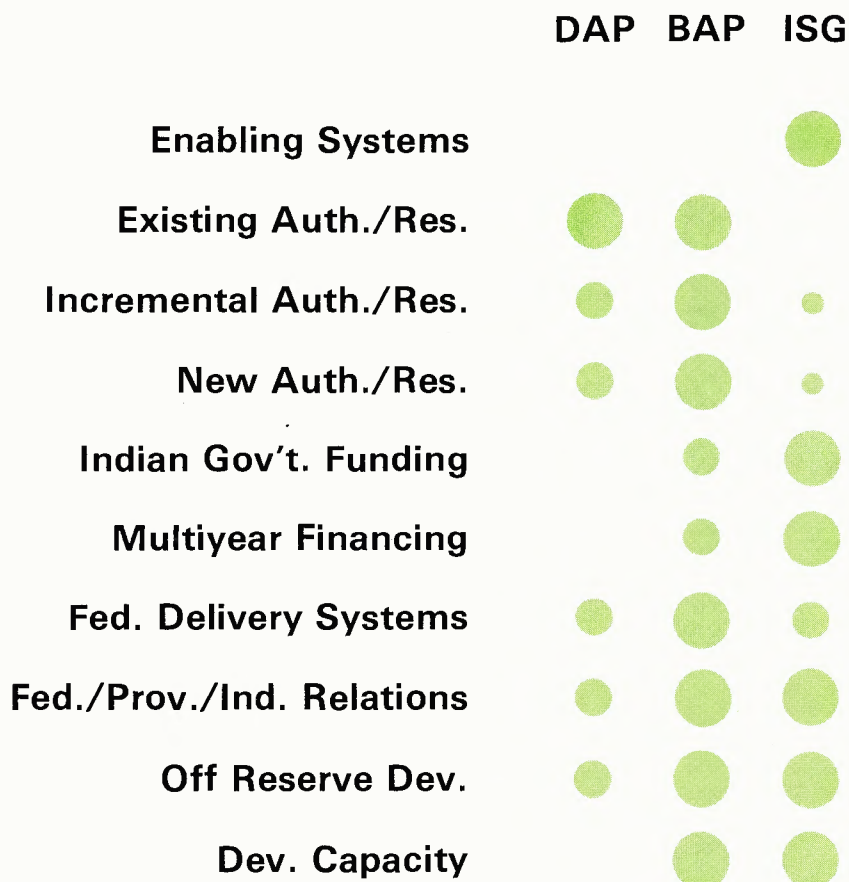 DAP BAP ISG
Enabling Systems
Existing Auth./Res.
Incremental Auth./Res.
New Auth./Res.
Indian Gov't. Funding
Multiyear Financing
Fed. Delivery Systems
Fed./Prov./Ind. Relations
Off Reserve Dev.
Dev. Capacity